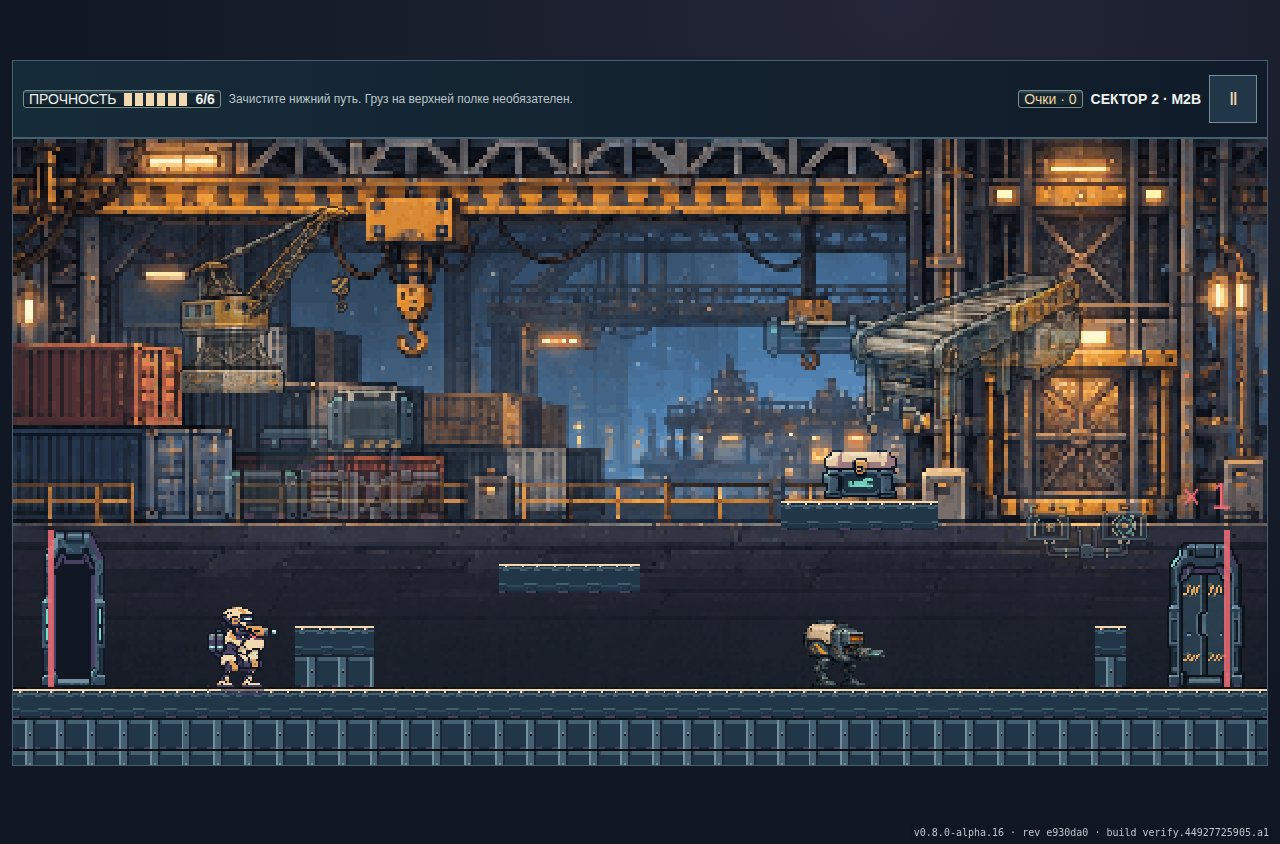 ПРОЧНОСТЬ 6/6 Зачистите нижний путь. Груз на верхней полке необязателен. Очки · 0 СЕКТОР 2 · M2B II
× 1
v0.8.0-alpha.16 · rev e930da0 · build verify.44927725905.a1